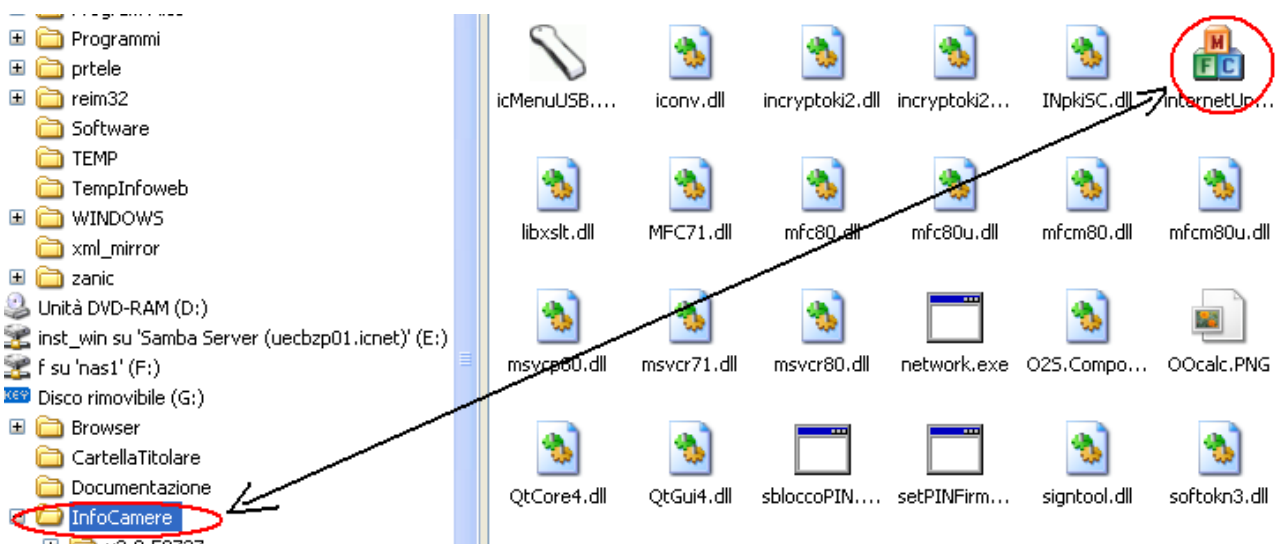 Programmi
prtele
reim32
Software
TEMP
TempInfoweb
WINDOWS
xml_mirror
zanic
Unità DVD-RAM (D:)
inst_win su 'Samba Server (uecbzp01.icnet)' (E:)
f su 'nas1' (F:)
KEY Disco rimovibile (G:)
Browser
CartellaTitolare
Documentazione
InfoCamere
icMenuUSB.... iconv.dll incryptoki2.dll incryptoki2... INpkiSC.dll InternetUp...
M
F C
libxslt.dll MFC71.dll mfc80.dll mfc80u.dll mfcm80.dll mfcm80u.dll
msvcp80.dll msvcr71.dll msvcr80.dll network.exe O2S.Compo... OOcalc.PNG
QtCore4.dll QtGui4.dll sbloccoPIN.... setPINFirm... signtool.dll softokn3.dll